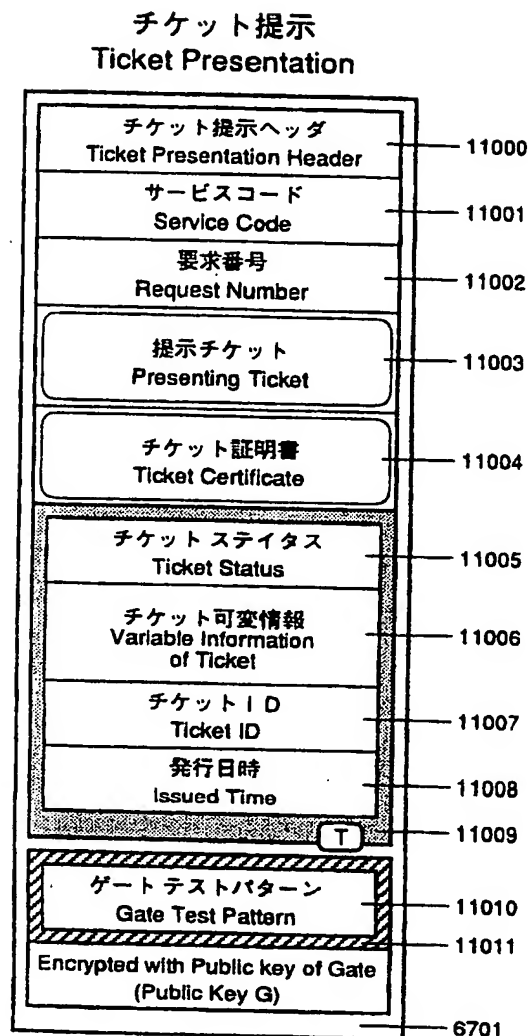 チケット提示
Ticket Presentation
チケット提示ヘッダ
Ticket Presentation Header
11000
サービスコード
Service Code
11001
要求番号
Request Number
11002
提示チケット
Presenting Ticket
11003
チケット証明書
Ticket Certificate
11004
チケット ステイタス
Ticket Status
11005
チケット可変情報
Variable Information
of Ticket
11006
チケットID
Ticket ID
11007
発行日時
Issued Time
11008
T
11009
ゲート テストパターン
Gate Test Pattern
11010
11011
Encrypted with Public key of Gate
(Public Key G)
6701